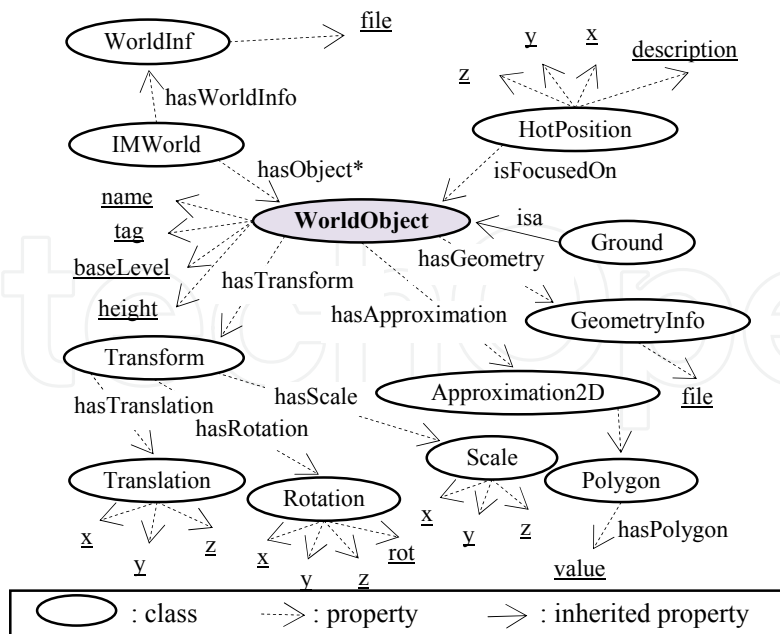 file
WorldInf
y
x
description
z
hasWorldInfo
HotPosition
IMWorld
hasObject*
isFocusedOn
name
WorldObject
isa
tag
Ground
hasGeometry
baseLevel
hasTransform
height
hasApproximation
GeometryInfo
Transform
hasScale
Approximation2D
file
hasTranslation
hasRotation
Scale
Translation
Polygon
Rotation
x
y
z
x
y
z
x
y
z
rot
hasPolygon
value
: class
: property
: inherited property